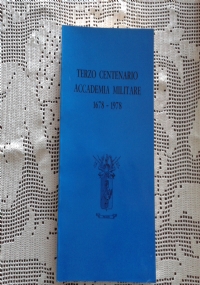 TERZO CENTENARIO
ACCADEMIA MILITARE
1678 - 1978